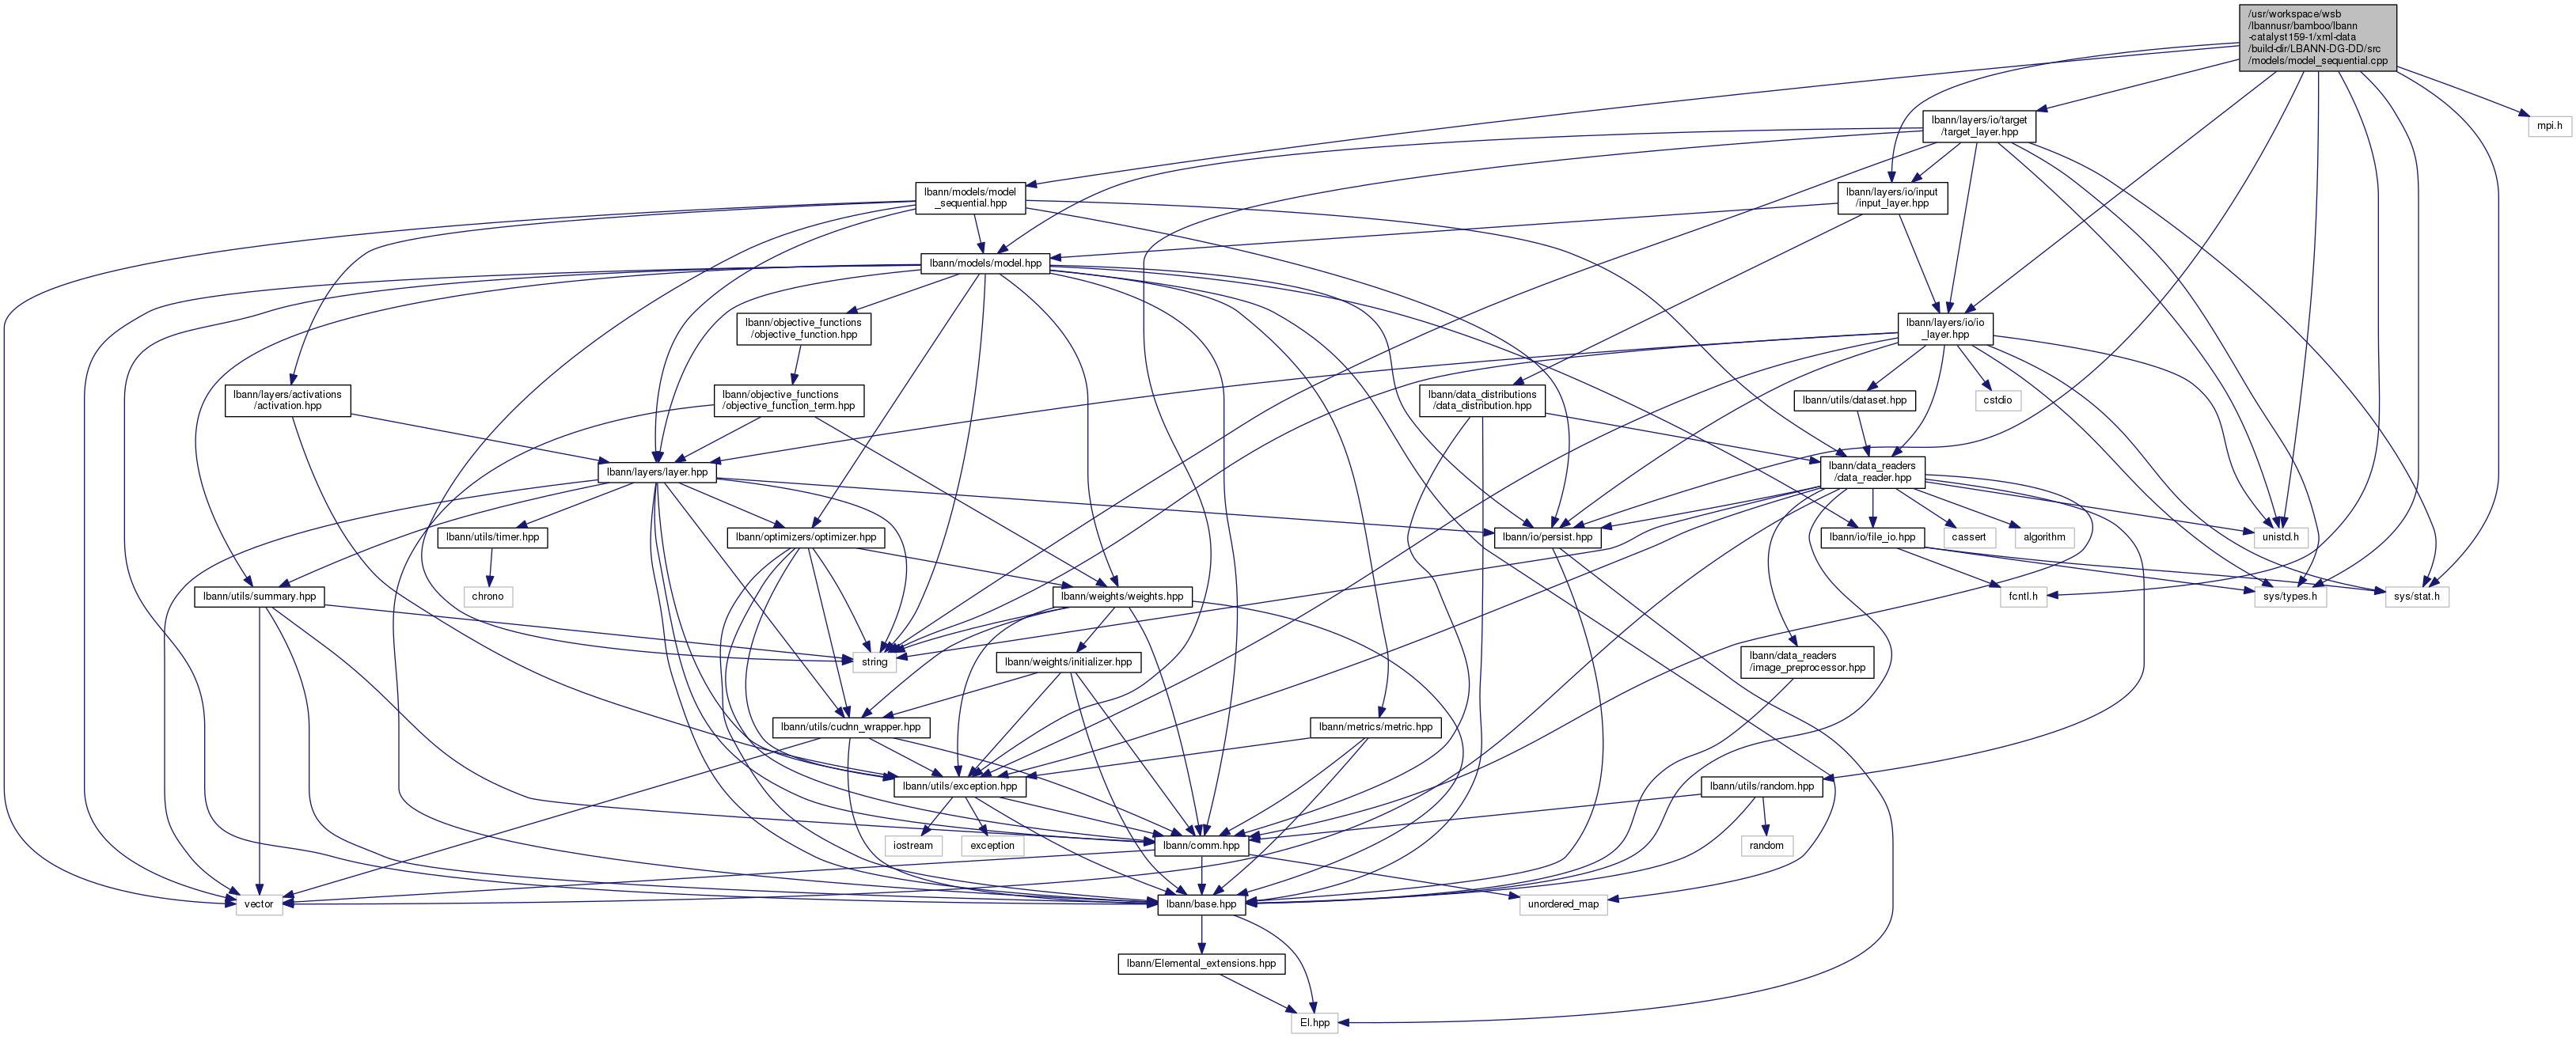 /usr/workspace/wsb
/lbannusr/bamboo/lbann
-catalyst159-1/xml-data
/build-dir/LBANN-DG-DD/src
/models/model_sequential.cpp
lbann/layers/io/target
/target_layer.hpp
mpi.h
lbann/models/model
_sequential.hpp
lbann/layers/io/input
/input_layer.hpp
lbann/models/model.hpp
lbann/objective_functions
/objective_function.hpp
lbann/layers/io/io
_layer.hpp
lbann/layers/activations
/activation.hpp
lbann/objective_functions
/objective_function_term.hpp
lbann/data_distributions
/data_distribution.hpp
lbann/utils/dataset.hpp
cstdio
lbann/layers/layer.hpp
lbann/data_readers
/data_reader.hpp
lbann/utils/timer.hpp
lbann/optimizers/optimizer.hpp
lbann/io/persist.hpp
lbann/io/file_io.hpp
cassert
algorithm
unistd.h
lbann/utils/summary.hpp
chrono
lbann/weights/weights.hpp
fcntl.h
sys/types.h
sys/stat.h
string
lbann/weights/initializer.hpp
lbann/data_readers
/image_preprocessor.hpp
lbann/utils/cudnn_wrapper.hpp
lbann/metrics/metric.hpp
lbann/utils/exception.hpp
lbann/utils/random.hpp
iostream
exception
lbann/comm.hpp
random
vector
lbann/base.hpp
unordered_map
lbann/Elemental_extensions.hpp
El.hpp